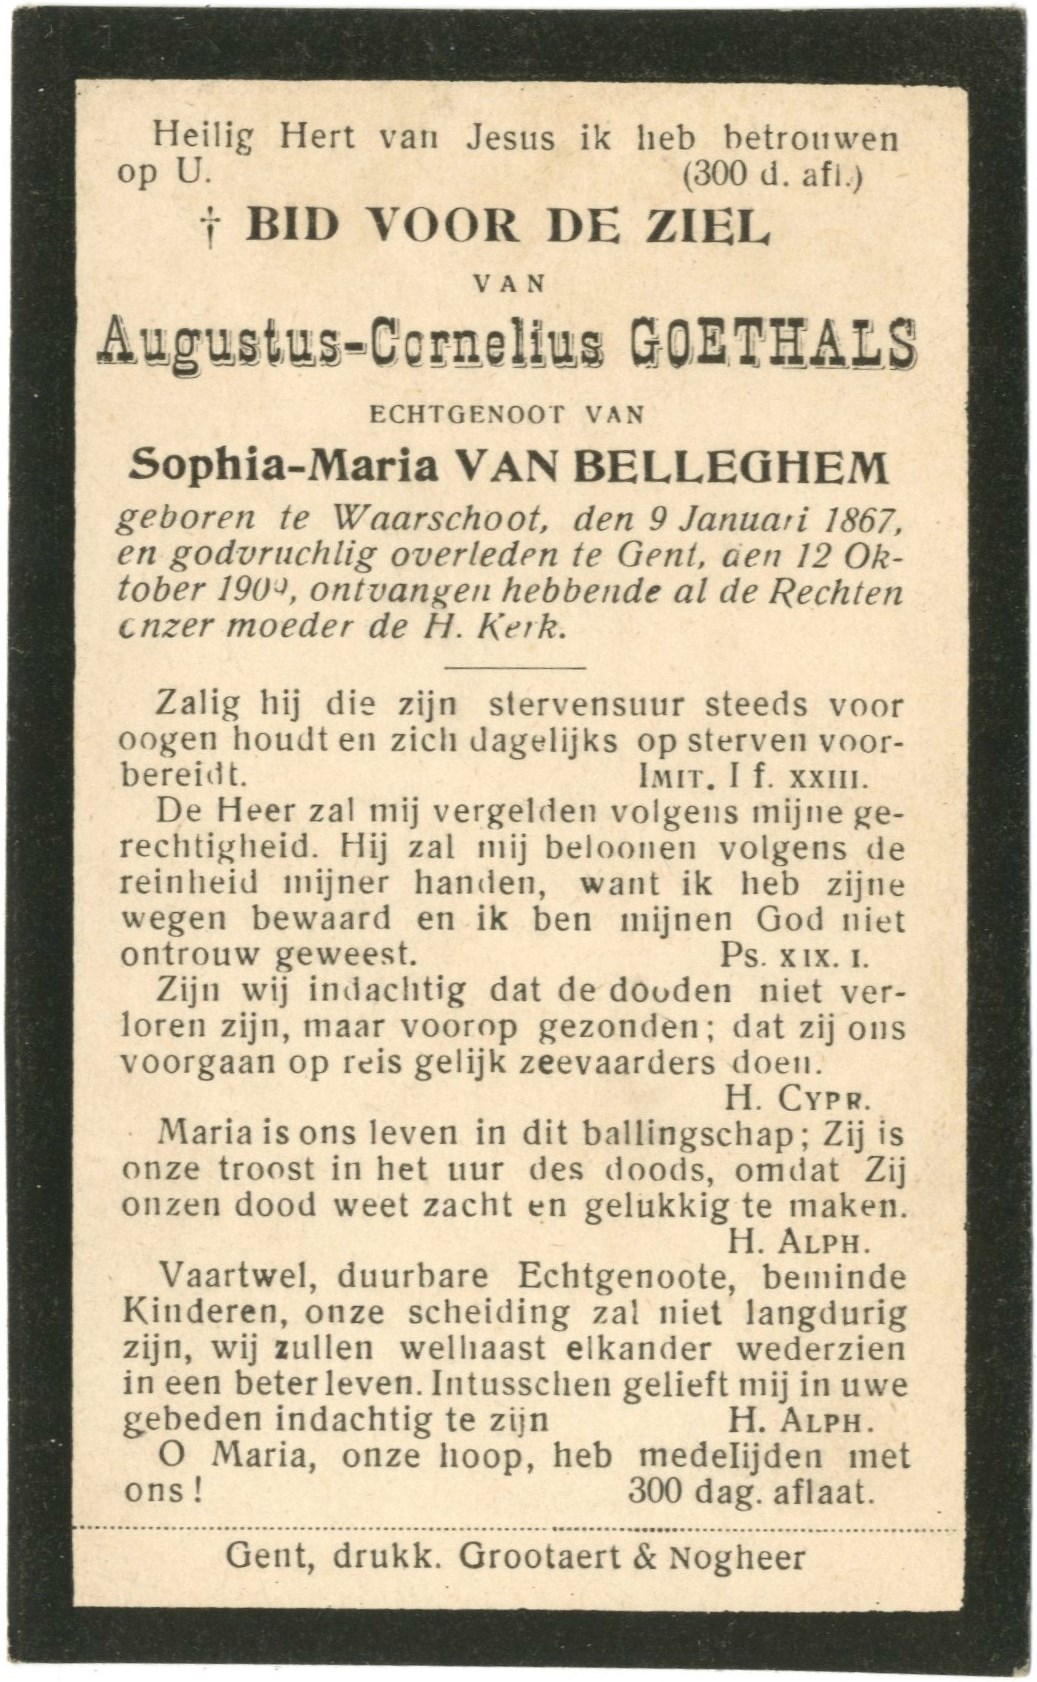 Heilig Hert van Jesus ik heb betrouwen
op U. (300 d. afl.)
† BID VOOR DE ZIEL
VAN
Augustus-Cornelius GOETHALS
ECHTGENOOT VAN
Sophia-Maria VAN BELLEGHEM
geboren te Waarschoot, den 9 Januari 1867,
en godvruchlig overleden te Gent, den 12 Ok-
tober 1909, ontvangen hebbende al de Rechten
onzer moeder de H. Kerk.
Zalig hij die zijn stervensuur steeds voor
oogen houdt en zich dagelijks op sterven voor-
bereidt. IMIT. I f. XXIII.
De Heer zal mij vergelden volgens mijne ge-
rechtigheid. Hij zal mij beloonen volgens de
reinheid mijner handen, want ik heb zijne
wegen bewaard en ik ben mijnen God niet
ontrouw geweest. Ps. XIX. I.
Zijn wij indachtig dat de dooden niet ver-
loren zijn, maar voorop gezonden; dat zij ons
voorgaan op reis gelijk zeevaarders doen.
H. CYPR.
Maria is ons leven in dit ballingschap; Zij is
onze troost in het uur des doods, omdat Zij
onzen dood weet zacht en gelukkig te maken.
H. ALPH.
Vaartwel, duurbare Echtgenoote, beminde
Kinderen, onze scheiding zal niet langdurig
zijn, wij zullen welhaast elkander wederzien
in een beter leven. Intusschen gelieft mij in uwe
gebeden indachtig te zijn H. ALPH.
O Maria, onze hoop, heb medelijden met
ons! 300 dag. aflaat.
Gent, drukk. Grootaert & Nogheer